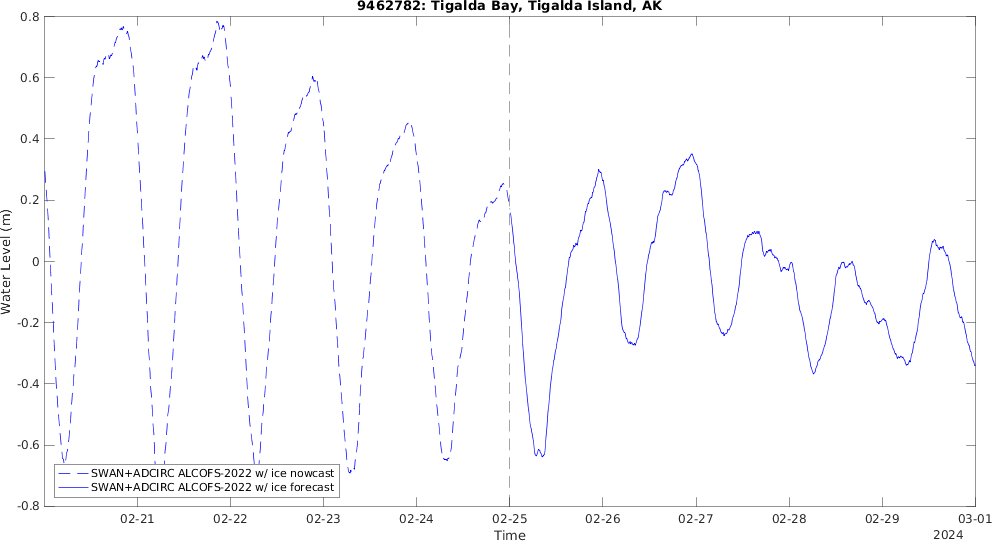 9462782: Tigalda Bay, Tigalda Island, AK
0.8
0.6
0.4
0.2
0
-0.2
-0.4
-0.6
-0.8
Water Level (m)
SWAN+ADCIRC ALCOFS-2022 w/ ice nowcast
SWAN+ADCIRC ALCOFS-2022 w/ ice forecast
02-21 02-22 02-23 02-24 02-25 02-26 02-27 02-28 02-29 03-01
Time
2024